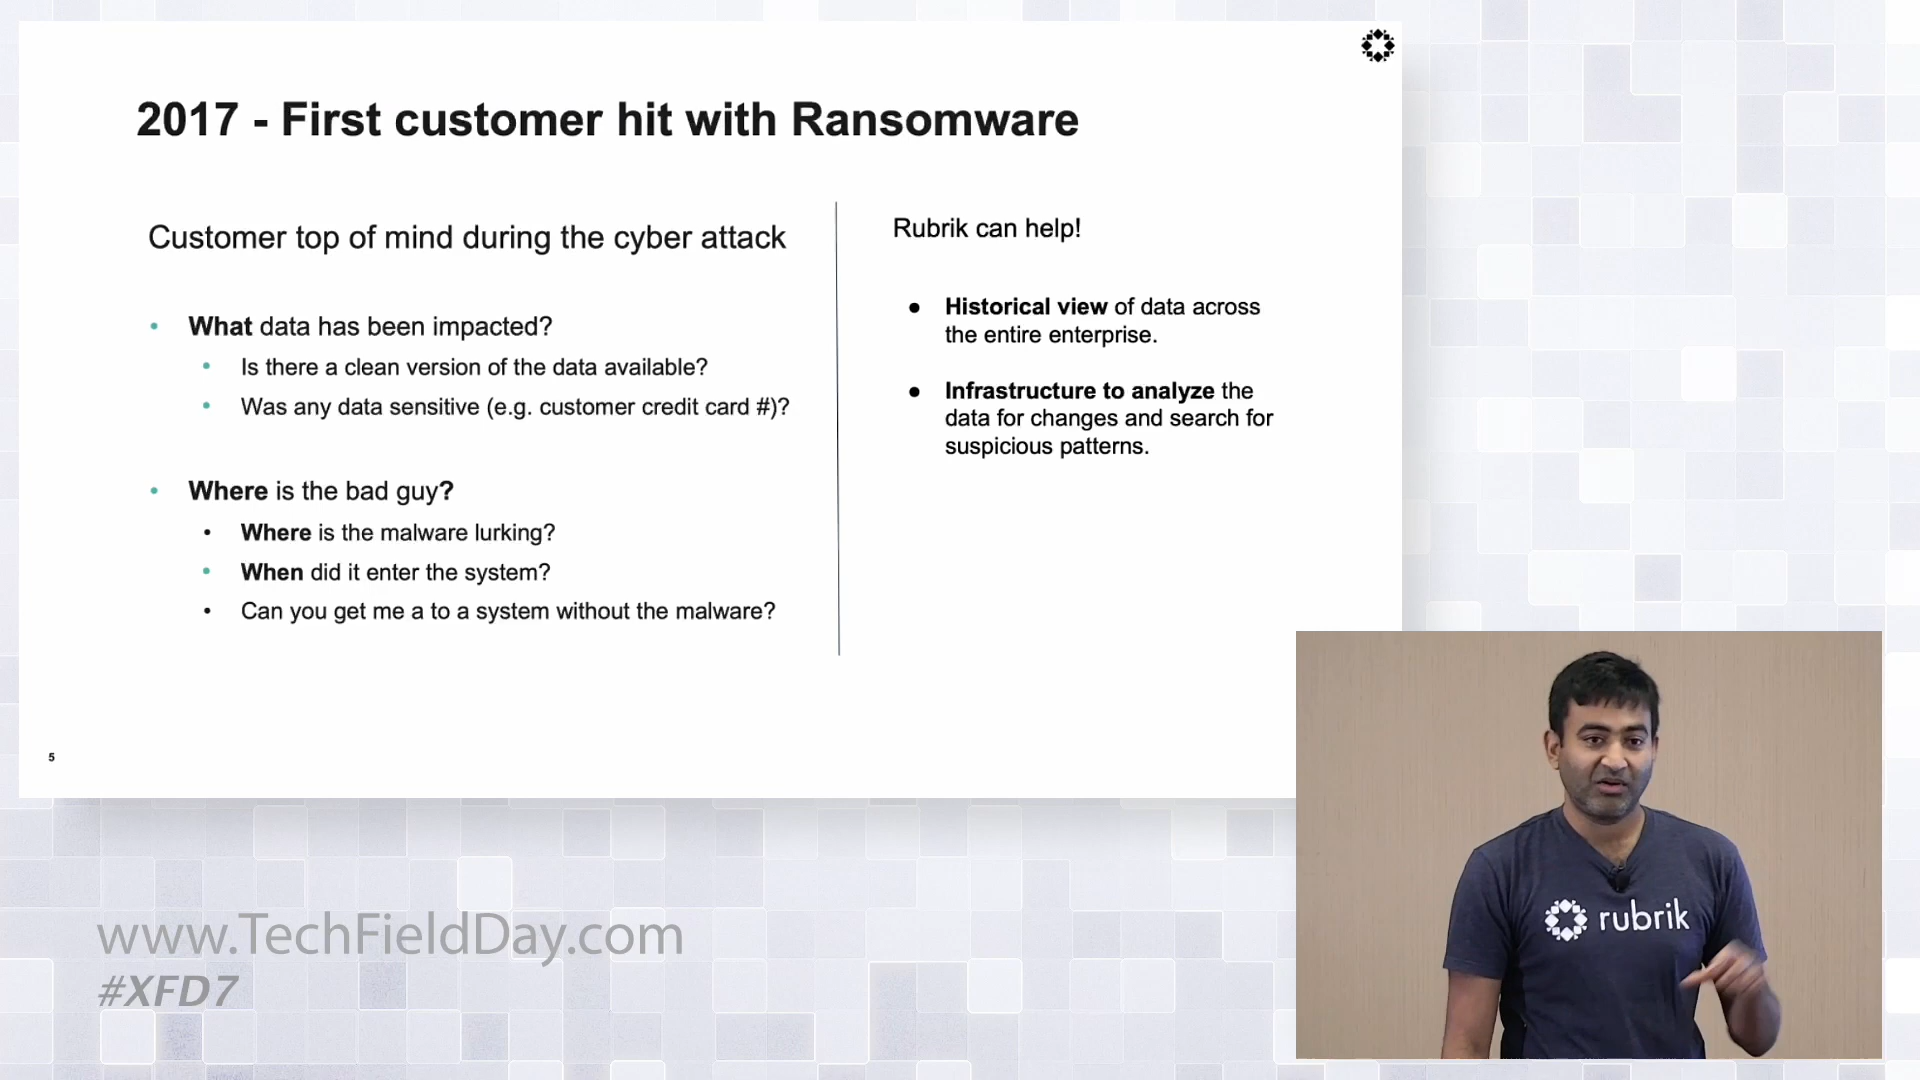 2017 - First customer hit with Ransomware
Customer top of mind during the cyber attack
• What data has been impacted?
• Is there a clean version of the data available?
• Was any data sensitive (e.g. customer credit card #)?
• Where is the bad guy?
• Where is the malware lurking?
• When did it enter the system?
• Can you get me a to a system without the malware?
Rubrik can help!
● Historical view of data across
the entire enterprise.
● Infrastructure to analyze the
data for changes and search for
suspicious patterns.
5
rubrik
www.TechFieldDay.com
#XFD7